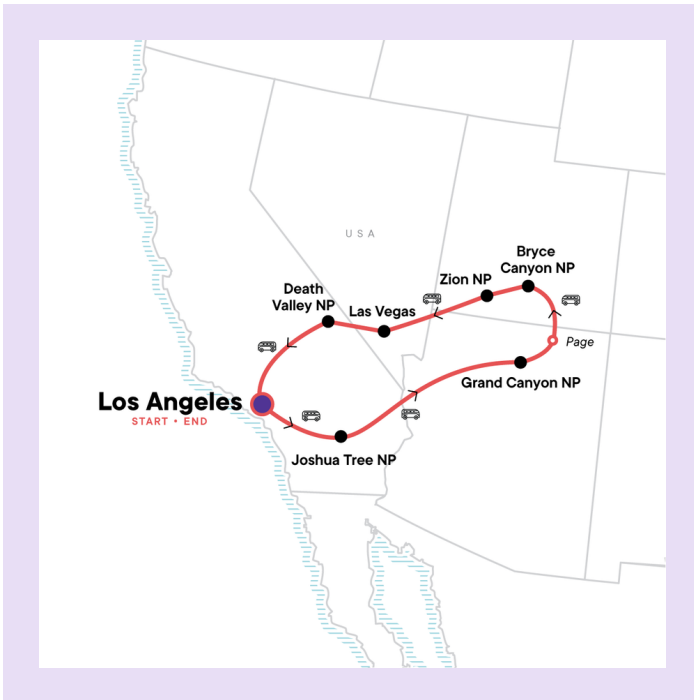 USA
Bryce
Canyon NP
Zion NP
Death
Valley NP
Las Vegas
Page
Grand Canyon NP
Los Angeles
START • END
Joshua Tree NP